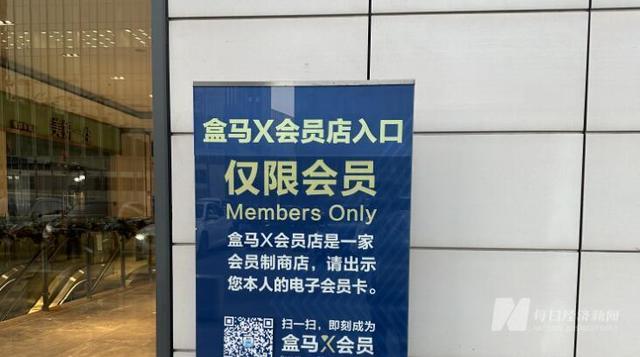 盒马X会员店入口
仅限会员
Members Only
盒马X会员店是一家
会员制商店，请出示
您本人的电子会员卡。
扫一扫，即刻成为
盒马X会员
每日经济新闻